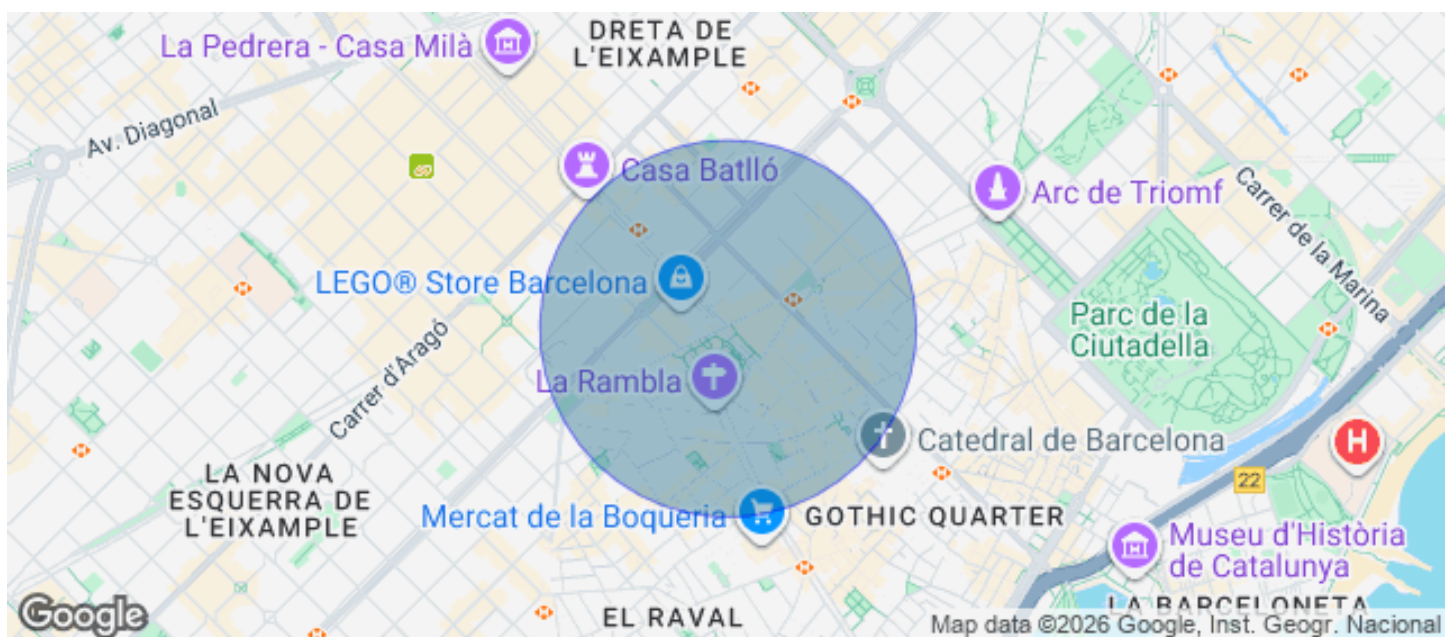 La Pedrera - Casa Milà
DRETA DE
L'EIXAMPLE
Av. Diagonal
Casa Batlló
Arc de Triomf
Carrer de la Marina
LEGO® Store Barcelona
Parc de la
Ciutadella
Carrer d'Aragó
La Rambla
Catedral de Barcelona
H
LA NOVA
ESQUERRA DE
L'EIXAMPLE
22
Mercat de la Boqueria
GOTHIC QUARTER
Museu d'Història
de Catalunya
LA BARCELONETA
Google
EL RAVAL
Map data ©2026 Google, Inst. Geogr. Nacional